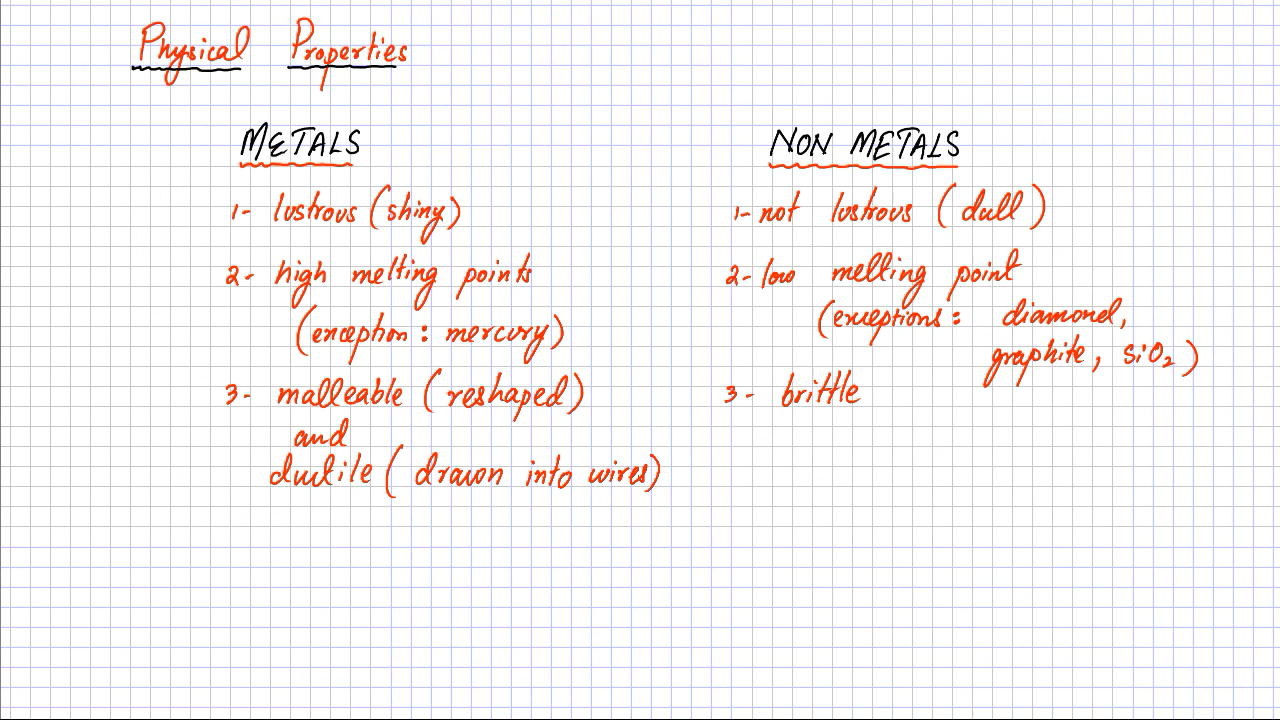 Physical Properties
METALS
1- lustrous (shiny)
2- high melting points
(exception : mercury)
3- malleable (reshaped)
and
ductile ( drawn into wires)
NON METALS
1- not lustrous ( dull )
2- low melting point
(exceptions : diamond,
graphite, SiO₂ )
3- brittle